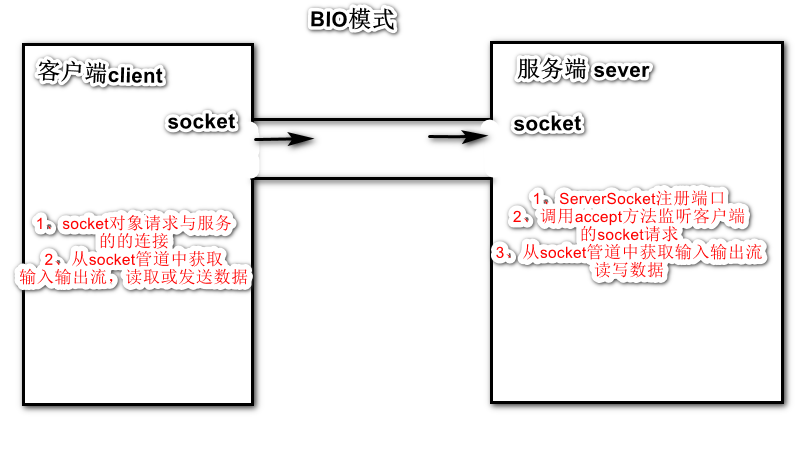 BIO模式
客户端client
socket
1。socket对象请求与服务
的的连接
2、从socket管道中获取
输入输出流，读取或发送数据
服务端 sever
socket
1。ServerSocket注册端口
2、调用accept方法监听客户端
的socket请求
3、从socket管道中获取输入输出流
读写数据